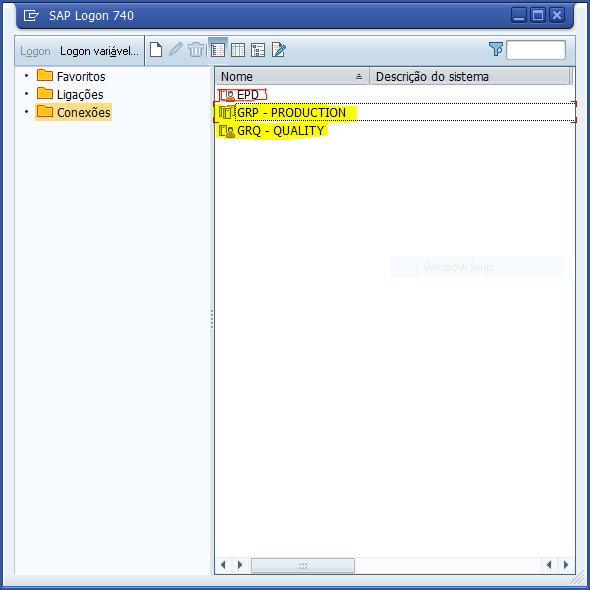 SAP Logon 740
Logon Logon variável...
Favoritos
Ligações
Conexões
Nome Descrição do sistema
EPD
GRP - PRODUCTION
GRQ - QUALITY
Window Snip